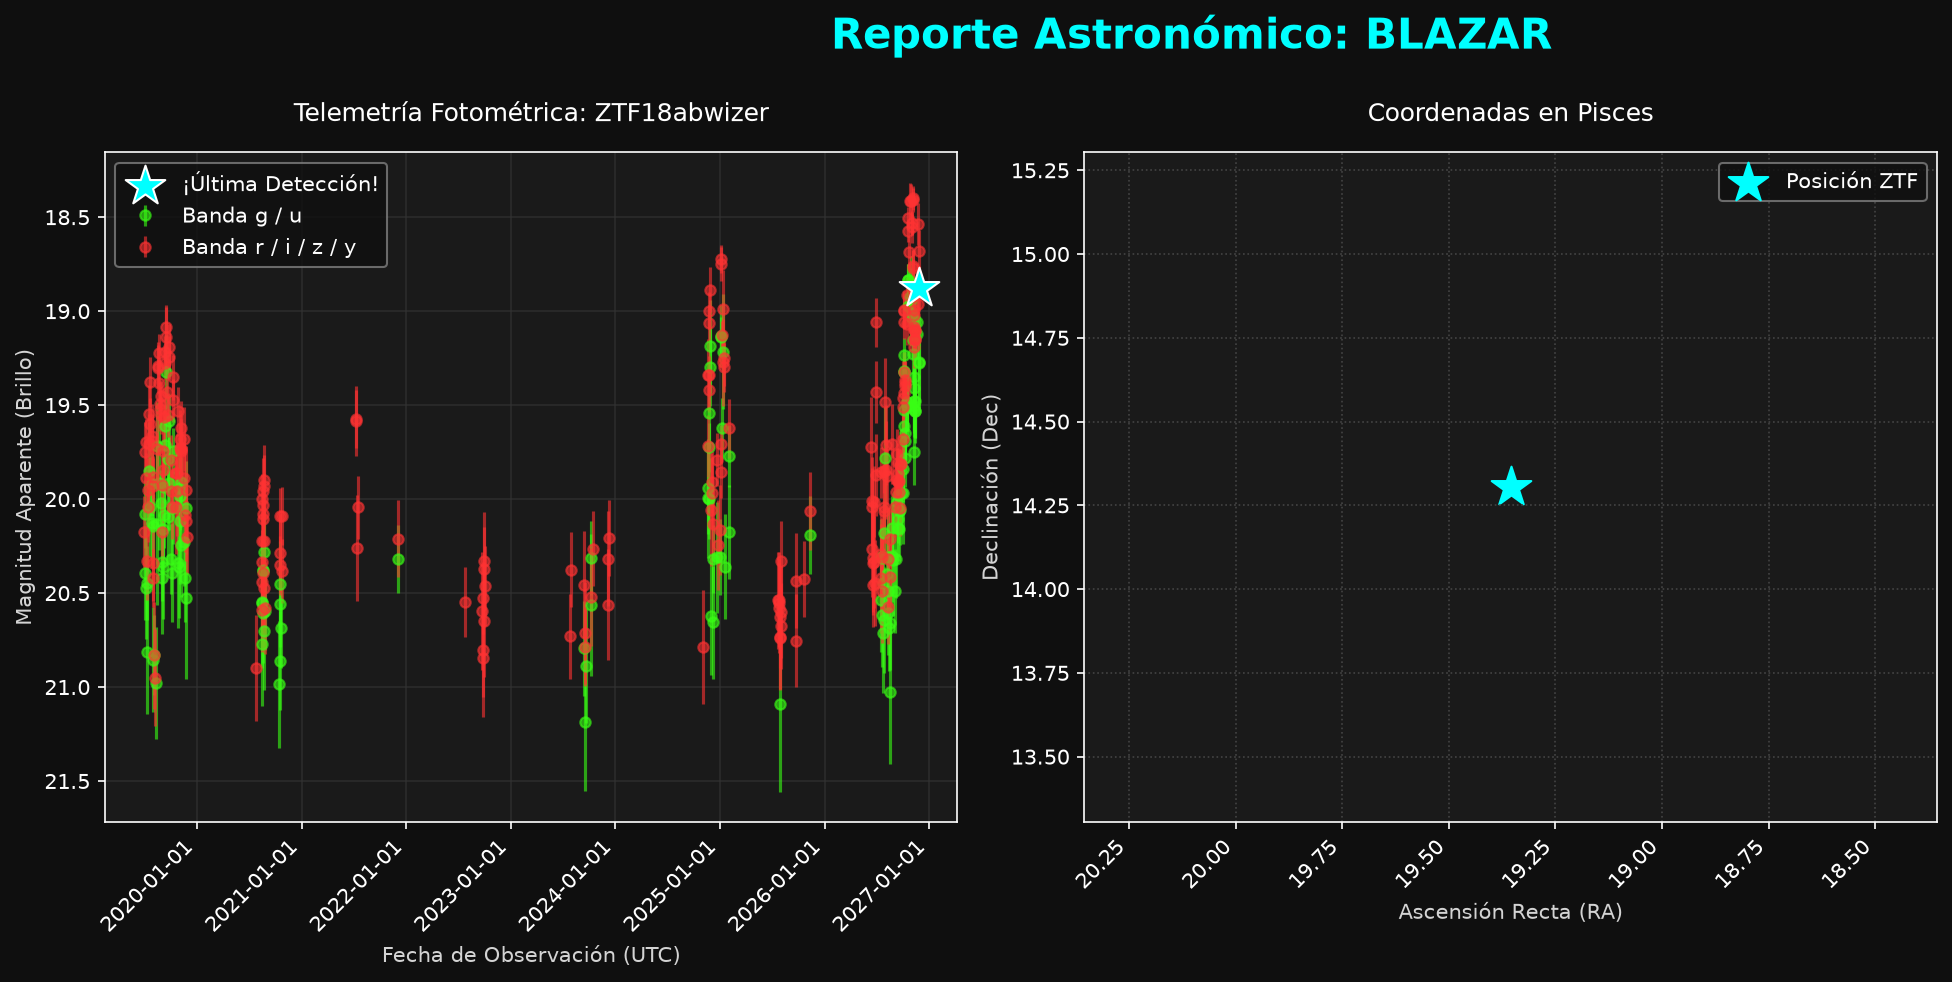 Reporte Astronómico: BLAZAR
Telemetría Fotométrica: ZTF18abwizer
¡Última Detección!
Banda g / u
Banda r / i / z / y
Magnitud Aparente (Brillo)
18.5
19.0
19.5
20.0
20.5
21.0
21.5
2020-01-01
2021-01-01
2022-01-01
2023-01-01
2024-01-01
2025-01-01
2026-01-01
2027-01-01
Fecha de Observación (UTC)
Coordenadas en Pisces
Posición ZTF
Declinación (Dec)
15.25
15.00
14.75
14.50
14.25
14.00
13.75
13.50
20.25
20.00
19.75
19.50
19.25
19.00
18.75
18.50
Ascensión Recta (RA)